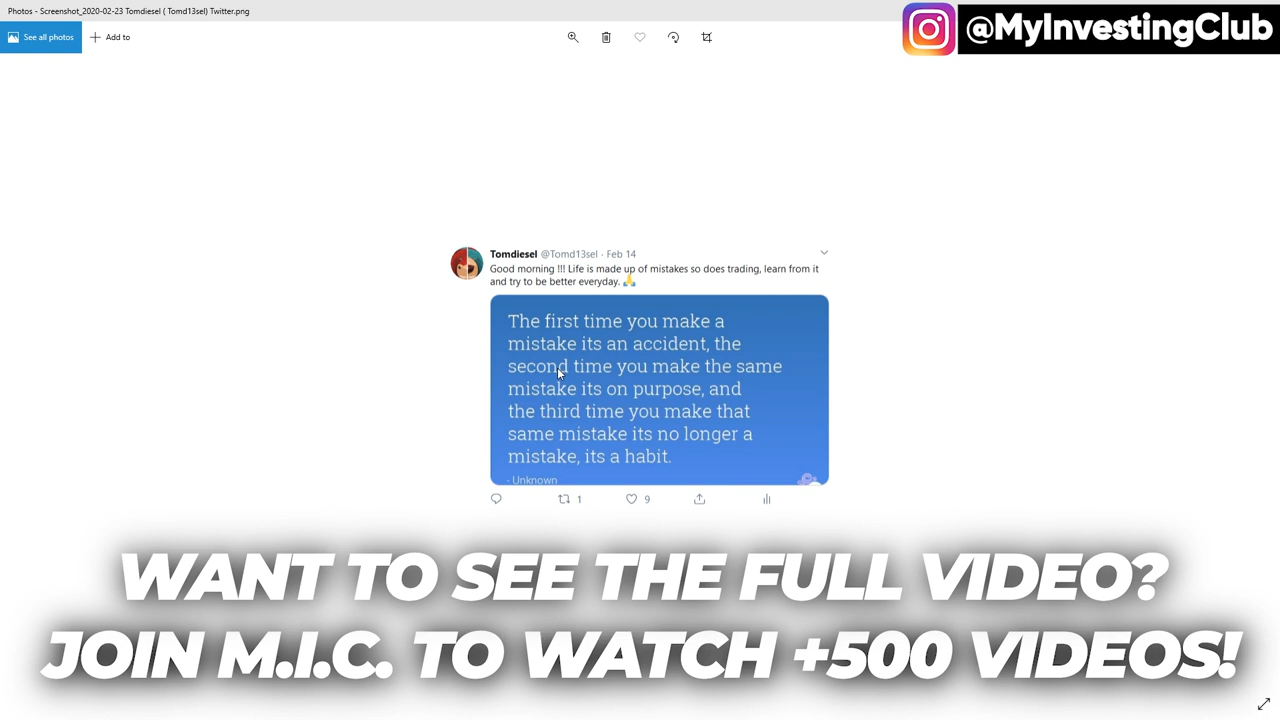 Photos - Screenshot_2020-02-23 Tomdiesel ( Tomd13sel) Twitter.png
See all photos
Add to
@MyInvestingClub
Tomdiesel @Tomd13sel · Feb 14
Good morning !!! Life is made up of mistakes so does trading, learn from it
and try to be better everyday.
The first time you make a
mistake its an accident, the
second time you make the same
mistake its on purpose, and
the third time you make that
same mistake its no longer a
mistake, its a habit.
- Unknown
1
9
WANT TO SEE THE FULL VIDEO?
JOIN M.I.C. TO WATCH +500 VIDEOS!